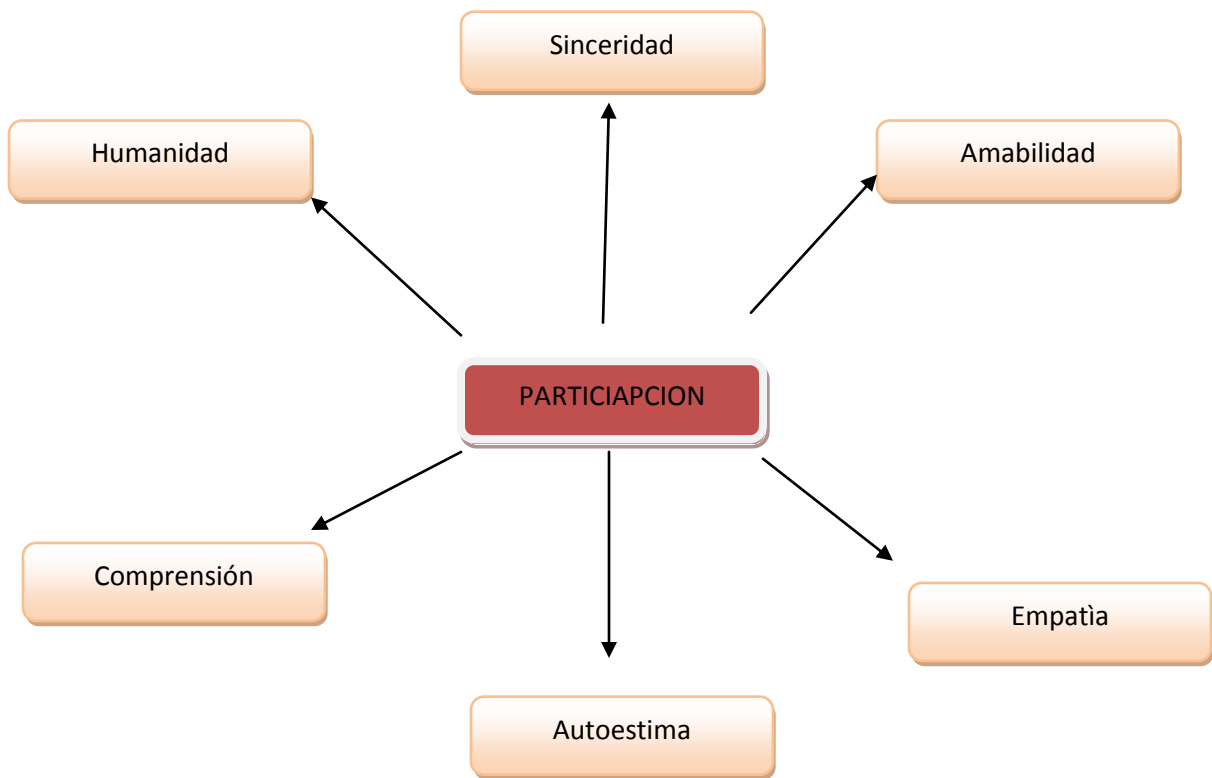 Sinceridad
Humanidad
Amabilidad
PARTICIAPCION
Comprensión
Empatìa
Autoestima